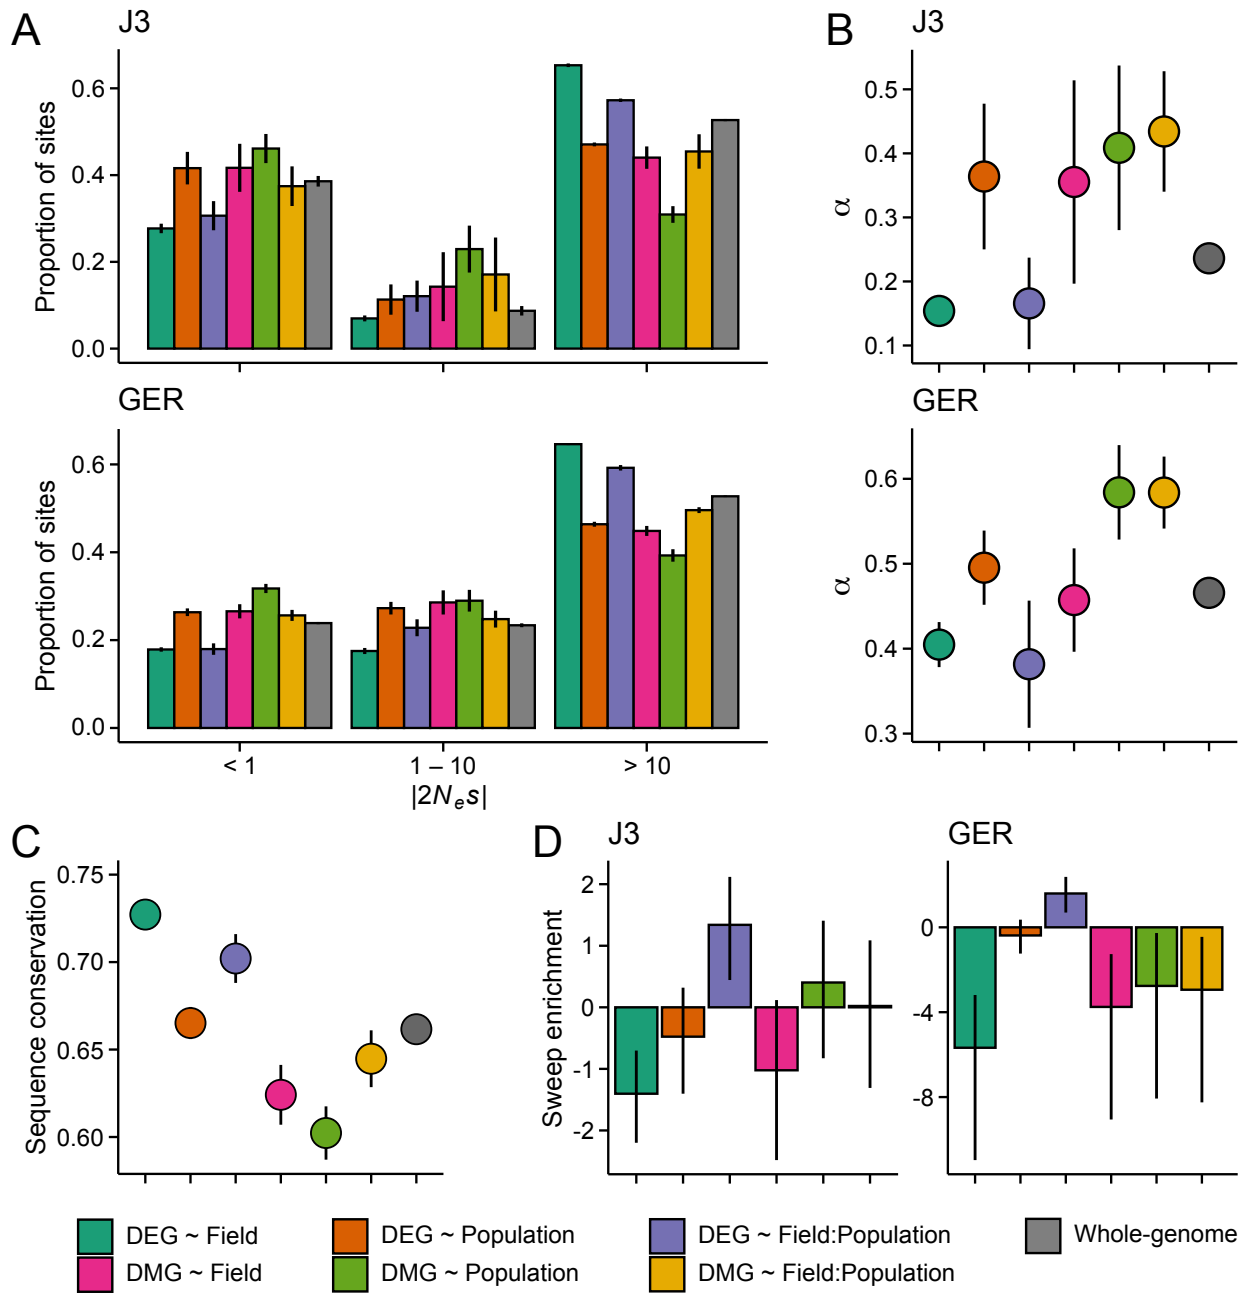 A
J3
Proportion of sites
0.6
0.4
0.2
0.0
GER
Proportion of sites
0.6
0.4
0.2
0.0
< 1
1 – 10
> 10
|2Nₑs|
B
J3
α
0.5
0.4
0.3
0.2
0.1
GER
α
0.6
0.5
0.4
0.3
C
Sequence conservation
0.75
0.70
0.65
0.60
D
J3
Sweep enrichment
2
1
0
-1
-2
GER
0
-4
-8
DEG ~ Field
DEG ~ Population
DEG ~ Field:Population
Whole-genome
DMG ~ Field
DMG ~ Population
DMG ~ Field:Population